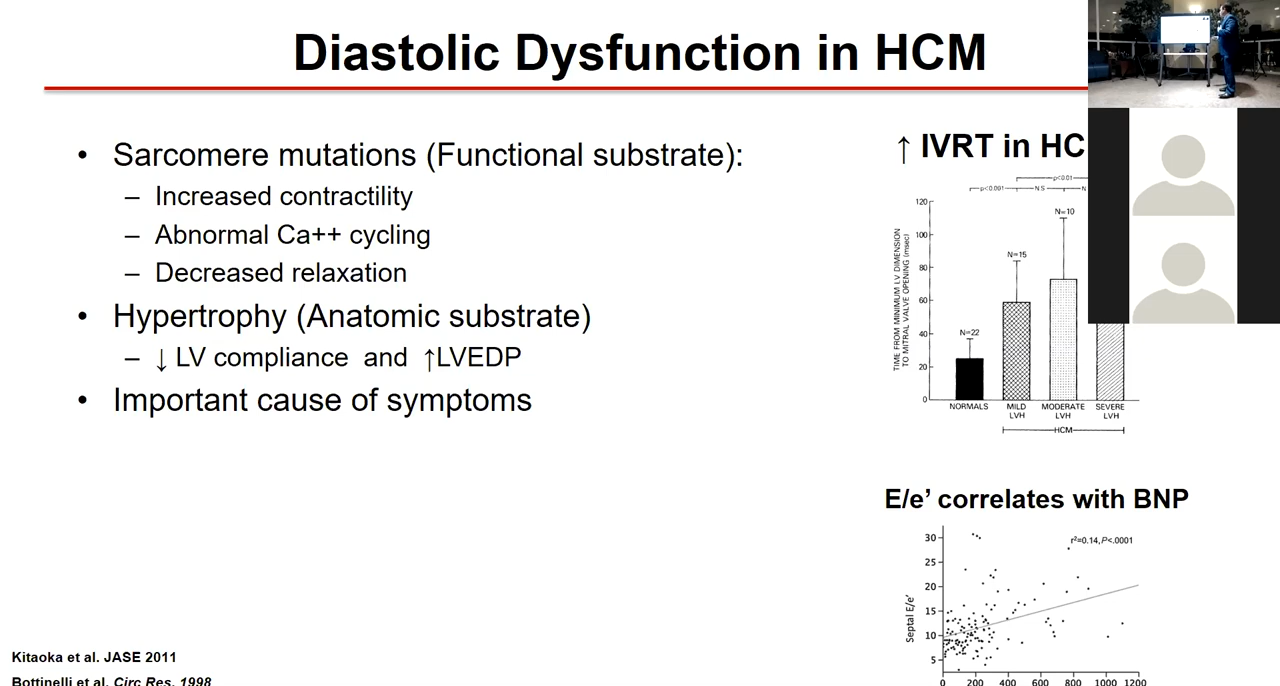 Diastolic Dysfunction in HCM
• Sarcomere mutations (Functional substrate):
– Increased contractility
– Abnormal Ca++ cycling
– Decreased relaxation
• Hypertrophy (Anatomic substrate)
– ↓ LV compliance and ↑LVEDP
• Important cause of symptoms
Kitaoka et al. JASE 2011
Bottinelli et al. Circ Res. 1998
↑ IVRT in HC
p<0.01
p<0.001 N S N
TIME FROM MINIMUM LV DIMENSION
TO MITRAL VALVE OPENING (msec)
120
100
80
60
40
20
0
N=22
N=15
N=10
NORMALS MILD LVH MODERATE LVH SEVERE LVH
HCM
E/e’ correlates with BNP
r²=0.14, P<.0001
Septal E/e'
30
25
20
15
10
5
0 200 400 600 800 1000 1200